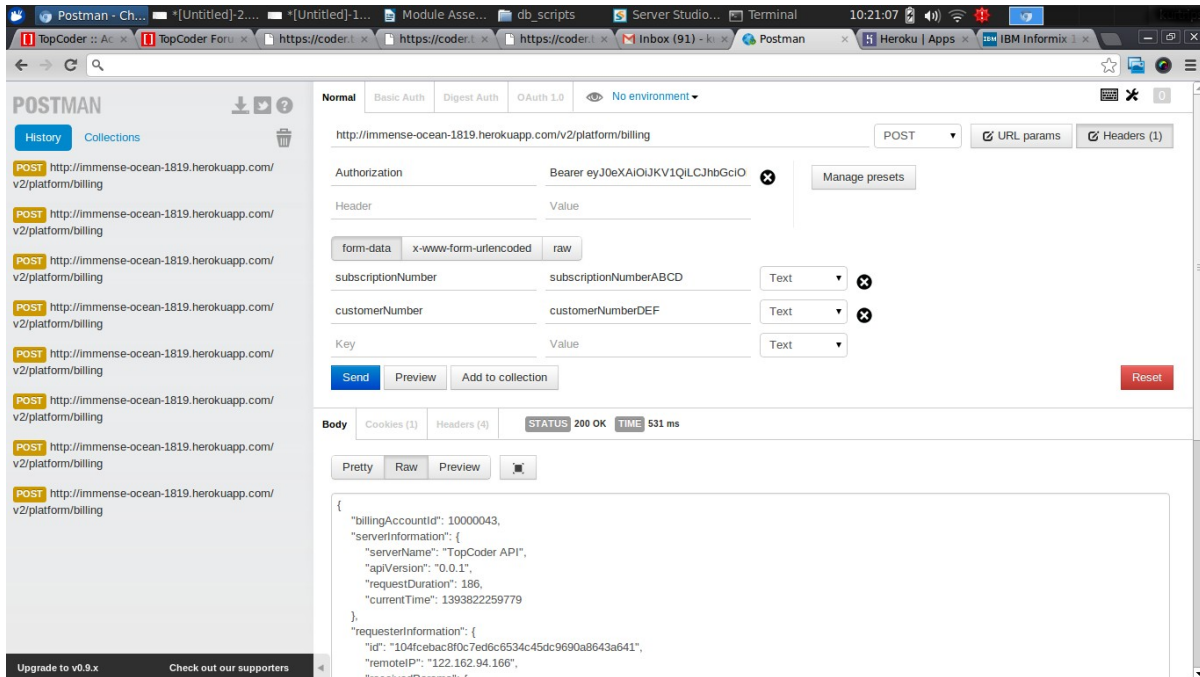 Postman - Ch... *[Untitled]-2.... *[Untitled]-1... Module Asse... db_scripts Server Studio... Terminal 10:21:07
TopCoder :: Ac TopCoder Foru https://coder.t https://coder.t https://coder.t Inbox (91) - k Postman Heroku | Apps IBM Informix 1
POSTMAN
History Collections
POST http://immense-ocean-1819.herokuapp.com/
v2/platform/billing
POST http://immense-ocean-1819.herokuapp.com/
v2/platform/billing
POST http://immense-ocean-1819.herokuapp.com/
v2/platform/billing
POST http://immense-ocean-1819.herokuapp.com/
v2/platform/billing
POST http://immense-ocean-1819.herokuapp.com/
v2/platform/billing
POST http://immense-ocean-1819.herokuapp.com/
v2/platform/billing
POST http://immense-ocean-1819.herokuapp.com/
v2/platform/billing
POST http://immense-ocean-1819.herokuapp.com/
v2/platform/billing
Upgrade to v0.9.x Check out our supporters
Normal Basic Auth Digest Auth OAuth 1.0 No environment 0
http://immense-ocean-1819.herokuapp.com/v2/platform/billing POST URL params Headers (1)
Authorization Bearer eyJ0eXAiOiJKV1QiLCJhbGciO Manage presets
Header Value
form-data x-www-form-urlencoded raw
subscriptionNumber subscriptionNumberABCD Text
customerNumber customerNumberDEF Text
Key Value Text
Send Preview Add to collection Reset
Body Cookies (1) Headers (4) STATUS 200 OK TIME 531 ms
Pretty Raw Preview
{
"billingAccountId": 10000043,
"serverInformation": {
"serverName": "TopCoder API",
"apiVersion": "0.0.1",
"requestDuration": 186,
"currentTime": 1393822259779
},
"requesterInformation": {
"id": "104fcebac8f0c7ed6c6534c45dc9690a8643a641",
"remoteIP": "122.162.94.166",
"receivedParams": {